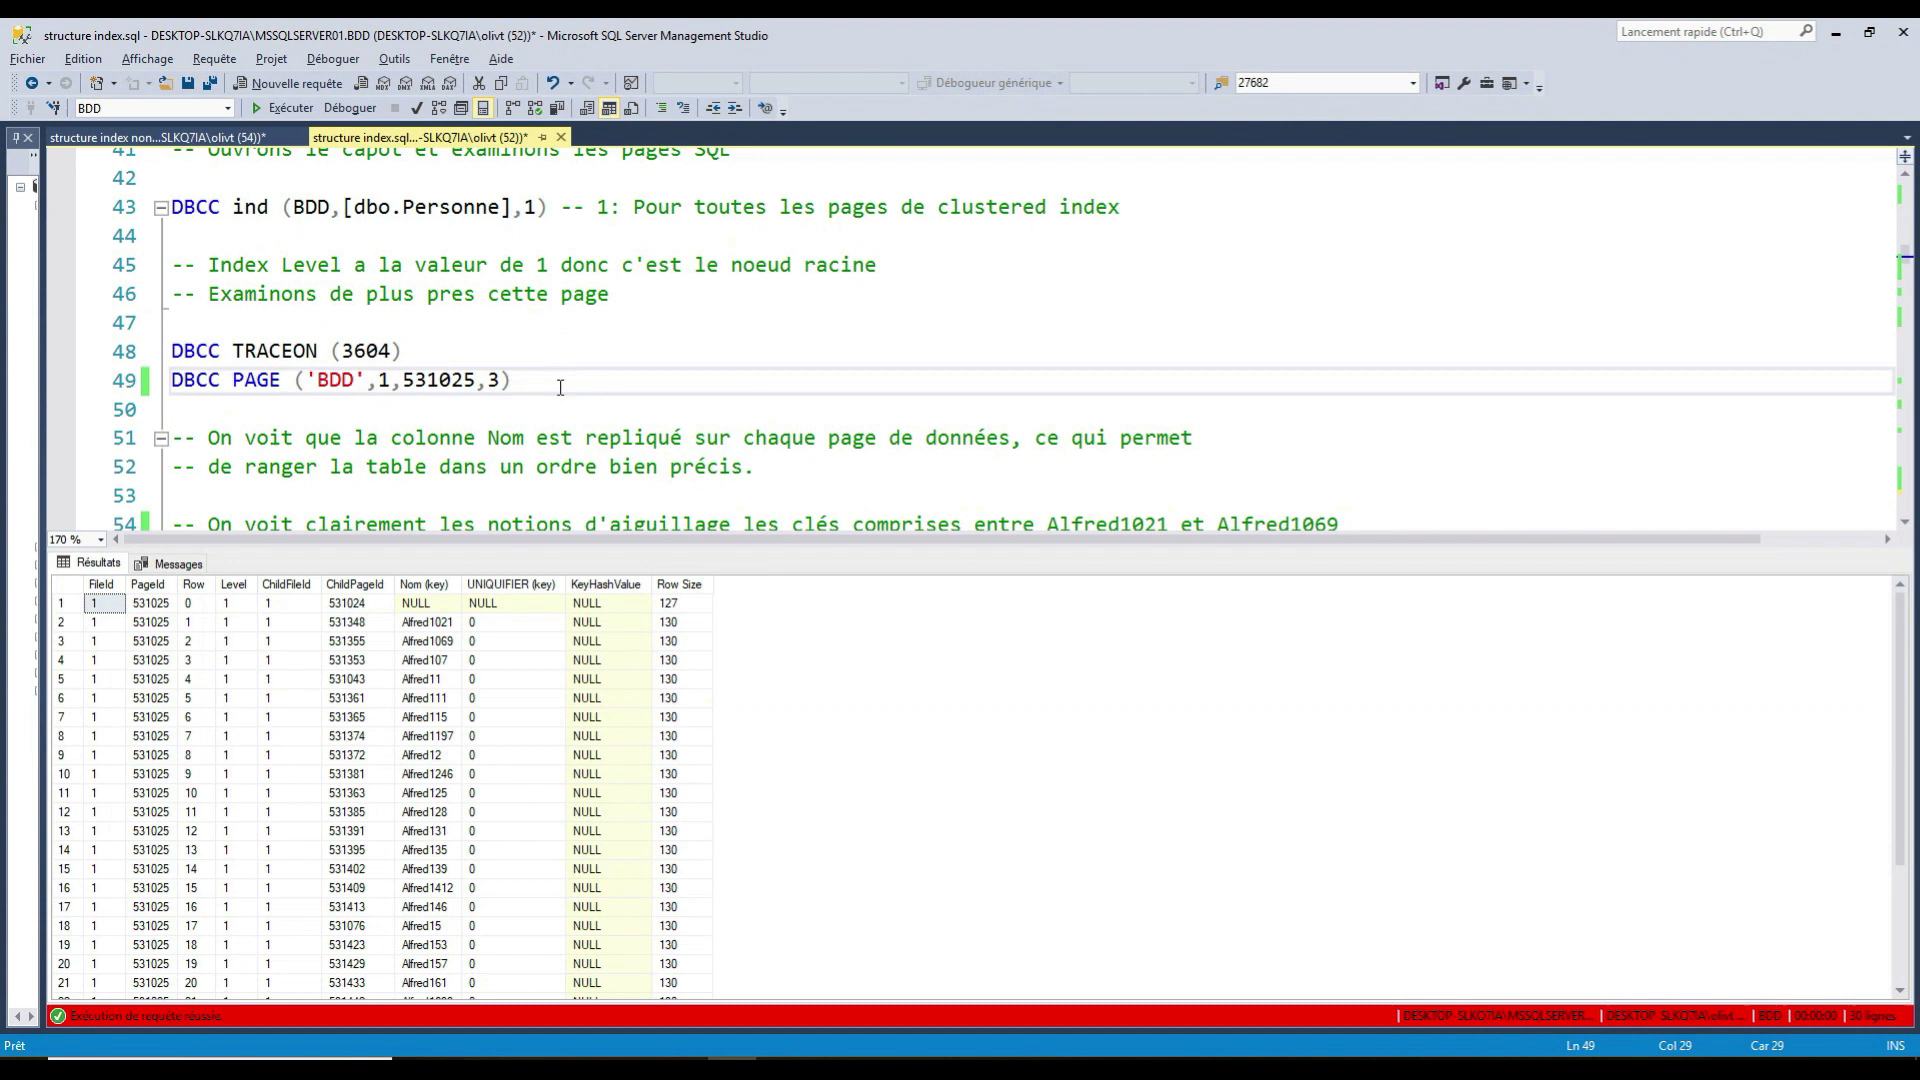 structure index.sql - DESKTOP-SLKQ7IA\MSSQLSERVER01.BDD (DESKTOP-SLKQ7IA\olivt (52))* - Microsoft SQL Server Management Studio
Lancement rapide (Ctrl+Q)
Fichier Edition Affichage Requête Projet Déboguer Outils Fenêtre Aide
Nouvelle requête MDX DMX XMLA DAX Débogueur générique 27682
BDD Exécuter Déboguer
structure index non...SLKQ7IA\olivt (54))* structure index.sql...-SLKQ7IA\olivt (52))*
41 -- Ouvrons le capot et examinons les pages SQL
42
43 DBCC ind (BDD,[dbo.Personne],1) -- 1: Pour toutes les pages de clustered index
44
45 -- Index Level a la valeur de 1 donc c'est le noeud racine
46 -- Examinons de plus pres cette page
47
48 DBCC TRACEON (3604)
49 DBCC PAGE ('BDD',1,531025,3)
50
51 -- On voit que la colonne Nom est repliqué sur chaque page de données, ce qui permet
52 -- de ranger la table dans un ordre bien précis.
53
54 -- On voit clairement les notions d'aiguillage les clés comprises entre Alfred1021 et Alfred1069
170 %
Résultats Messages
FileId PageId Row Level ChildFileId ChildPageId Nom (key) UNIQUIFIER (key) KeyHashValue Row Size
1 1 531025 0 1 1 531024 NULL NULL NULL 127
2 1 531025 1 1 1 531348 Alfred1021 0 NULL 130
3 1 531025 2 1 1 531355 Alfred1069 0 NULL 130
4 1 531025 3 1 1 531353 Alfred107 0 NULL 130
5 1 531025 4 1 1 531043 Alfred11 0 NULL 130
6 1 531025 5 1 1 531361 Alfred111 0 NULL 130
7 1 531025 6 1 1 531365 Alfred115 0 NULL 130
8 1 531025 7 1 1 531374 Alfred1197 0 NULL 130
9 1 531025 8 1 1 531372 Alfred12 0 NULL 130
10 1 531025 9 1 1 531381 Alfred1246 0 NULL 130
11 1 531025 10 1 1 531363 Alfred125 0 NULL 130
12 1 531025 11 1 1 531385 Alfred128 0 NULL 130
13 1 531025 12 1 1 531391 Alfred131 0 NULL 130
14 1 531025 13 1 1 531395 Alfred135 0 NULL 130
15 1 531025 14 1 1 531402 Alfred139 0 NULL 130
16 1 531025 15 1 1 531409 Alfred1412 0 NULL 130
17 1 531025 16 1 1 531413 Alfred146 0 NULL 130
18 1 531025 17 1 1 531076 Alfred15 0 NULL 130
19 1 531025 18 1 1 531423 Alfred153 0 NULL 130
20 1 531025 19 1 1 531429 Alfred157 0 NULL 130
21 1 531025 20 1 1 531433 Alfred161 0 NULL 130
Exécution de requête réussie. DESKTOP-SLKQ7IA\MSSQLSERVER... DESKTOP-SLKQ7IA\olivt ... BDD 00:00:00 30 lignes
Prêt Ln 49 Col 29 Car 29 INS